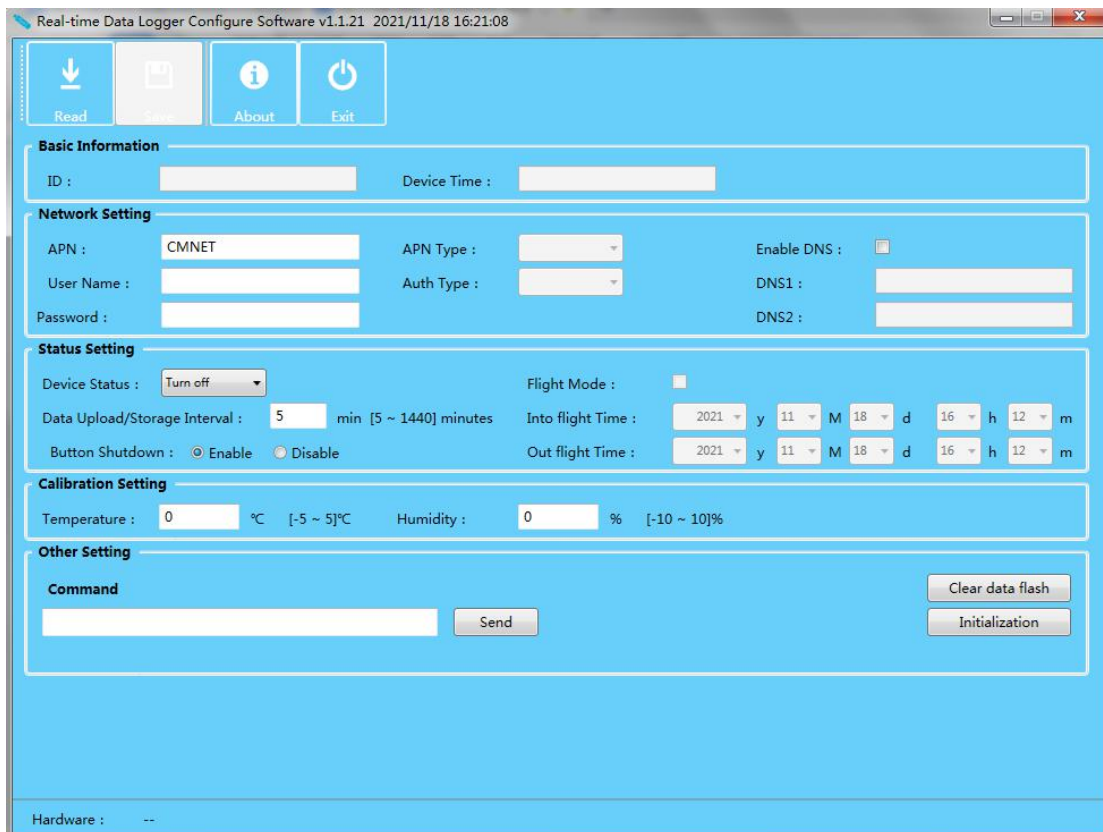 Real-time Data Logger Configure Software v1.1.21 2021/11/18 16:21:08
Read Save About Exit
Basic Information
ID : Device Time :
Network Setting
APN : CMNET APN Type : Enable DNS :
User Name : Auth Type : DNS1 :
Password : DNS2 :
Status Setting
Device Status : Turn off Flight Mode :
Data Upload/Storage Interval : 5 min [5 ~ 1440] minutes Into flight Time : 2021 y 11 M 18 d 16 h 12 m
Button Shutdown : Enable Disable Out flight Time : 2021 y 11 M 18 d 16 h 12 m
Calibration Setting
Temperature : 0 ℃ [-5 ~ 5]℃ Humidity : 0 % [-10 ~ 10]%
Other Setting
Command Clear data flash
Send Initialization
Hardware : --